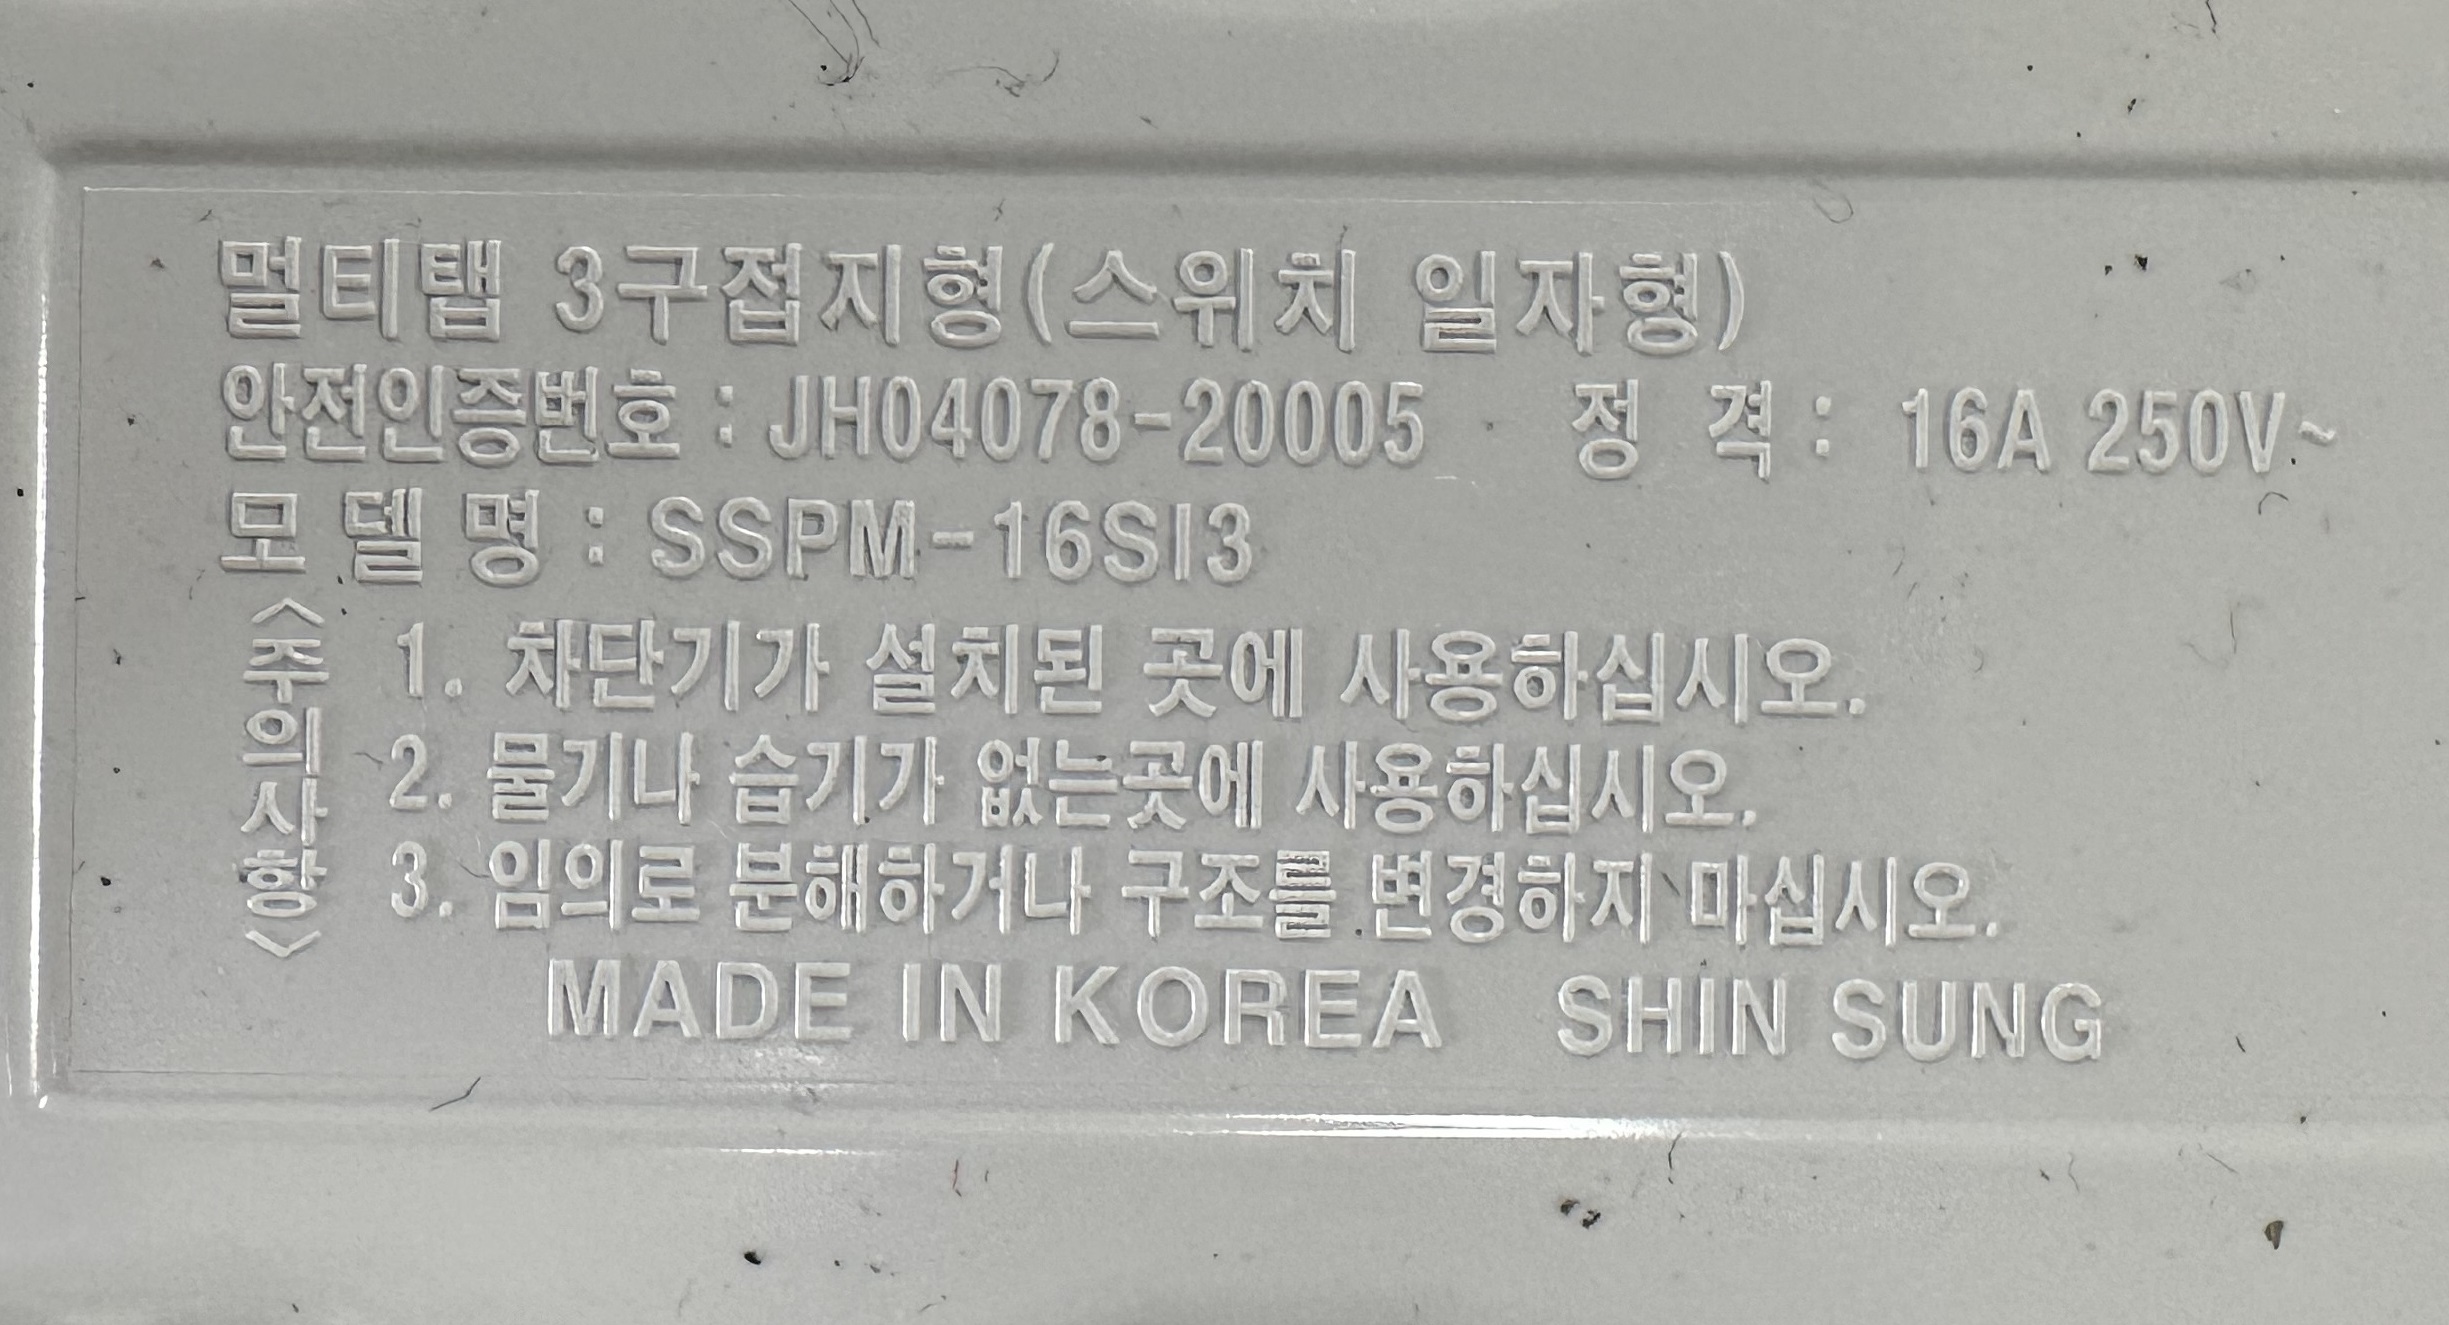 멀티탭 3구접지형(스위치 일자형)
안전인증번호 : JH04078-20005 정 격 : 16A 250V~
모 델 명 : SSPM-16SI3
<주의사항>
1. 차단기가 설치된 곳에 사용하십시오.
2. 물기나 습기가 없는곳에 사용하십시오.
3. 임의로 분해하거나 구조를 변경하지 마십시오.
MADE IN KOREA SHIN SUNG